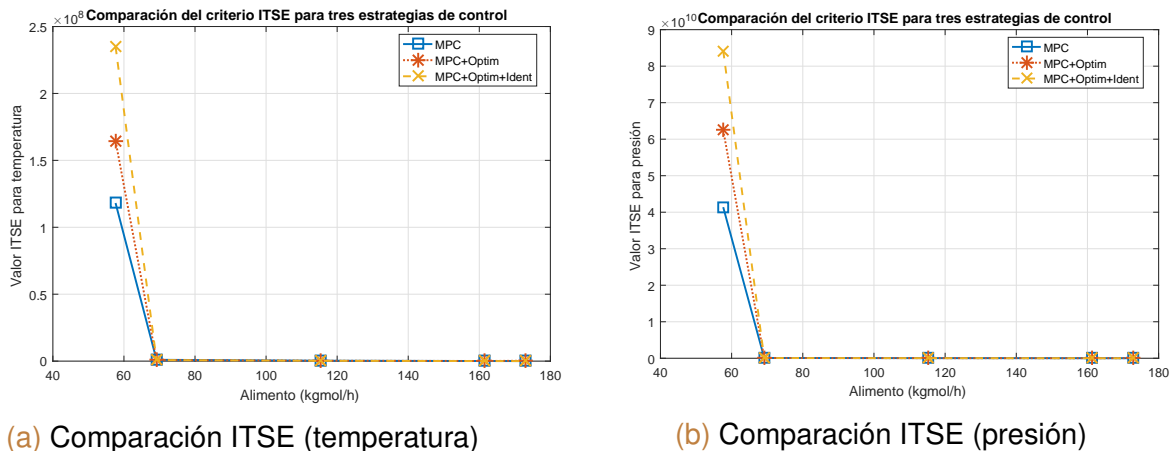 ×10⁸ Comparación del criterio ITSE para tres estrategias de control
2.5
2
1.5
1
0.5
0
Valor ITSE para temperatura
MPC
MPC+Optim
MPC+Optim+Ident
40 60 80 100 120 140 160 180
Alimento (kgmol/h)
(a) Comparación ITSE (temperatura)
×10¹⁰ Comparación del criterio ITSE para tres estrategias de control
9
8
7
6
5
4
3
2
1
0
Valor ITSE para presión
MPC
MPC+Optim
MPC+Optim+Ident
40 60 80 100 120 140 160 180
Alimento (kgmol/h)
(b) Comparación ITSE (presión)